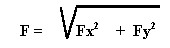 F = √Fx² + Fy²